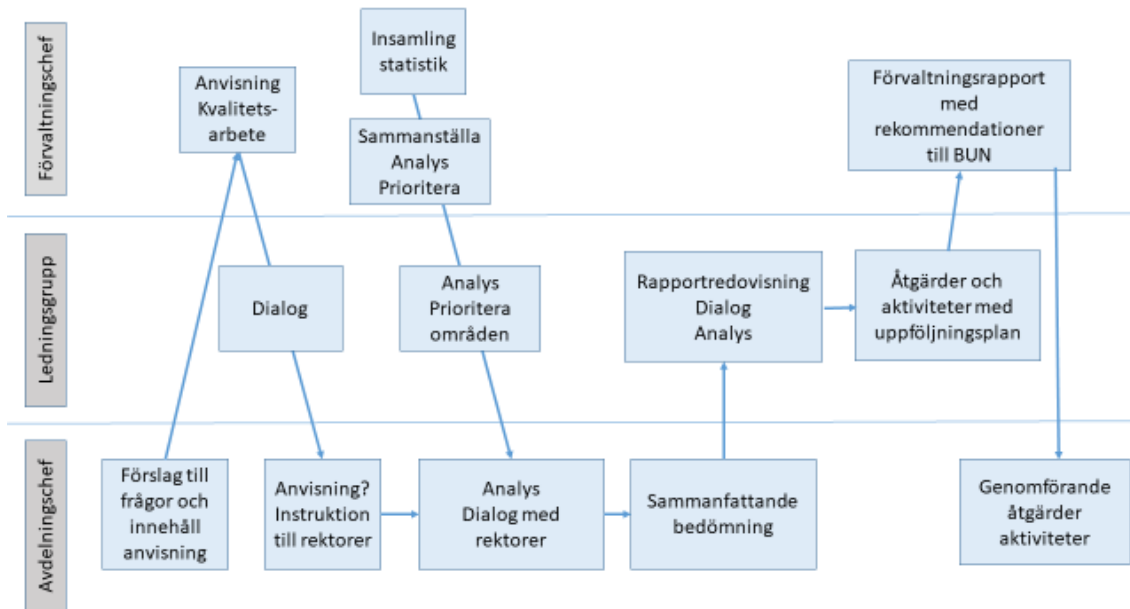 Förvaltningschef
Anvisning
Kvalitets-
arbete
Insamling
statistik
Sammanställa
Analys
Prioritera
Förvaltningsrapport
med
rekommendationer
till BUN
Ledningsgrupp
Dialog
Analys
Prioritera
områden
Rapportredovisning
Dialog
Analys
Åtgärder och
aktiviteter med
uppföljningsplan
Avdelningschef
Förslag till
frågor och
innehåll
anvisning
Anvisning?
Instruktion
till rektorer
Analys
Dialog med
rektorer
Sammanfattande
bedömning
Genomförande
åtgärder
aktiviteter